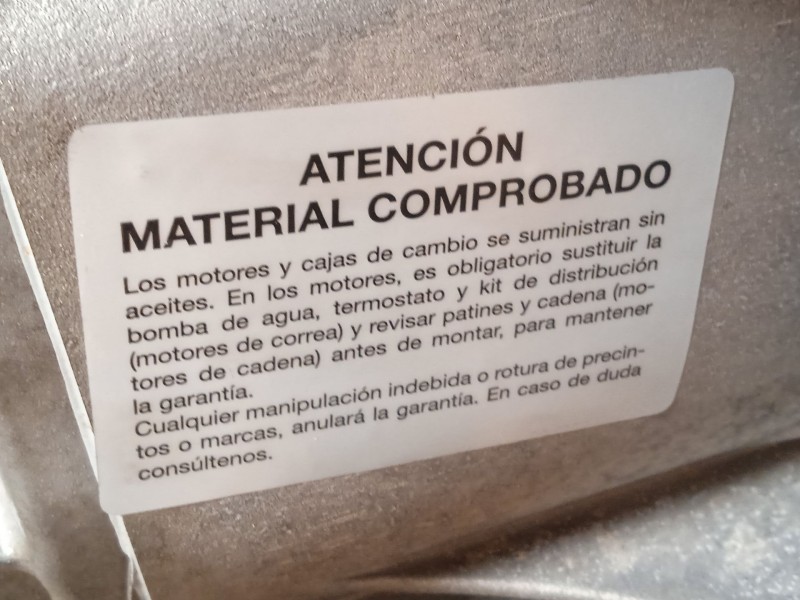 ATENCIÓN
MATERIAL COMPROBADO
Los motores y cajas de cambio se suministran sin
aceites. En los motores, es obligatorio sustituir la
bomba de agua, termostato y kit de distribución
(motores de correa) y revisar patines y cadena (mo-
tores de cadena) antes de montar, para mantener
la garantía.
Cualquier manipulación indebida o rotura de precin-
tos o marcas, anulará la garantía. En caso de duda
consúltenos.